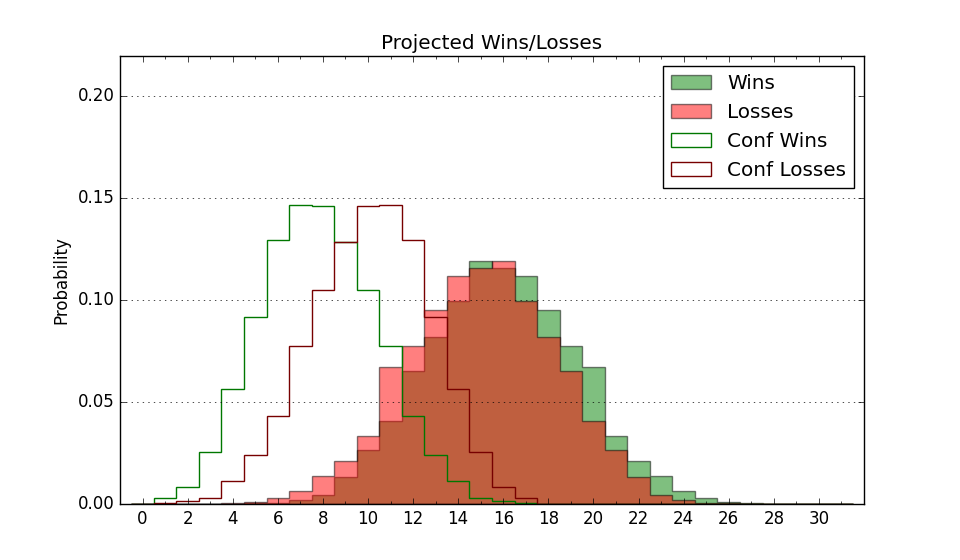 Projected Wins/Losses
Wins
Losses
Conf Wins
Conf Losses
Probability
0.20
0.15
0.10
0.05
0.00
0 2 4 6 8 10 12 14 16 18 20 22 24 26 28 30